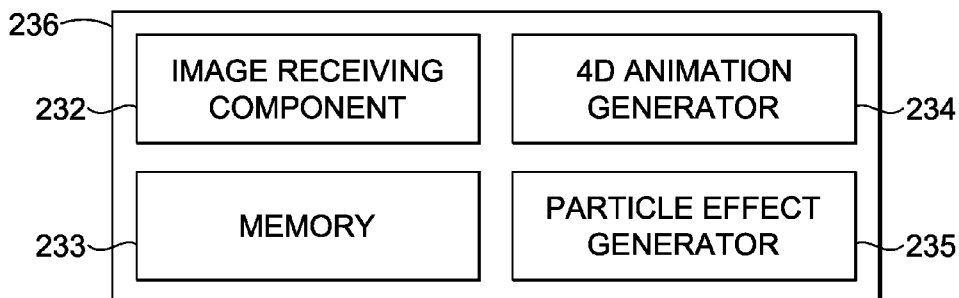 236
IMAGE RECEIVING
COMPONENT
232
4D ANIMATION
GENERATOR
234
MEMORY
233
PARTICLE EFFECT
GENERATOR
235